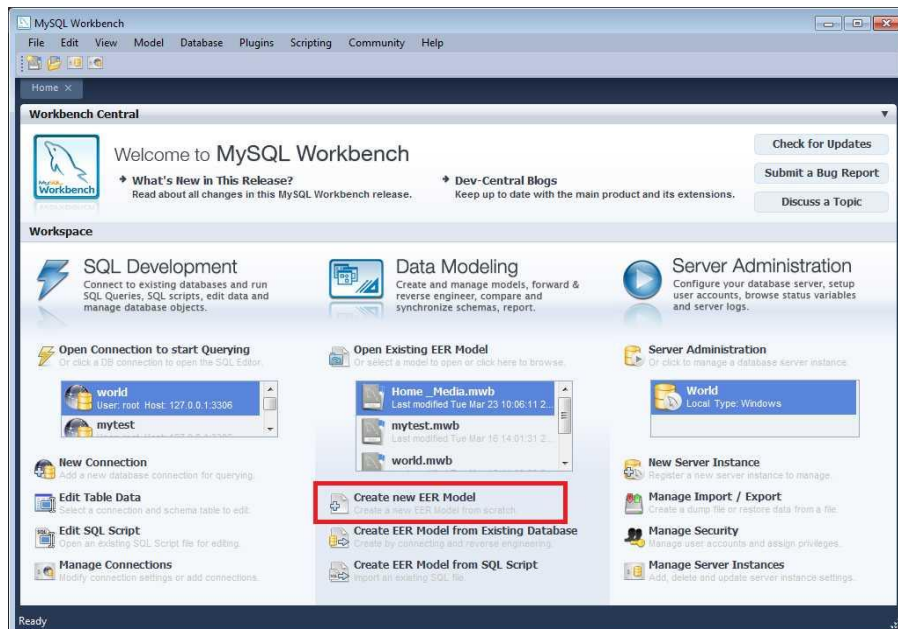 MySQL Workbench
File Edit View Model Database Plugins Scripting Community Help
Home
Workbench Central
MySQL
Workbench
Welcome to MySQL Workbench
What's New in This Release?
Read about all changes in this MySQL Workbench release.
Dev-Central Blogs
Keep up to date with the main product and its extensions.
Check for Updates
Submit a Bug Report
Discuss a Topic
Workspace
SQL Development
Connect to existing databases and run
SQL Queries, SQL scripts, edit data and
manage database objects.
Open Connection to start Querying
Or click a DB connection to open the SQL Editor.
world
User: root Host: 127.0.0.1:3306
mytest
New Connection
Add a new database connection for querying.
Edit Table Data
Select a connection and schema table to edit.
Edit SQL Script
Open an existing SQL Script file for editing.
Manage Connections
Modify connection settings or add connections.
Data Modeling
Create and manage models, forward &
reverse engineer, compare and
synchronize schemas, report.
Open Existing EER Model
Or select a model to open or click here to browse.
Home _Media.mwb
Last modified Tue Mar 23 10:06:11 2...
mytest.mwb
Last modified Tue Mar 16 14:01:31 2...
world.mwb
Create new EER Model
Create a new EER Model from scratch.
Create EER Model from Existing Database
Create by connecting and reverse engineering.
Create EER Model from SQL Script
Import an existing SQL file.
Server Administration
Configure your database server, setup
user accounts, browse status variables
and server logs.
Server Administration
Or click to manage a database server instance.
World
Local Type: Windows
New Server Instance
Register a new server instance to manage.
Manage Import / Export
Create a dump file or restore data from a file.
Manage Security
Manage user accounts and assign privileges.
Manage Server Instances
Add, delete and update server instance settings.
Ready